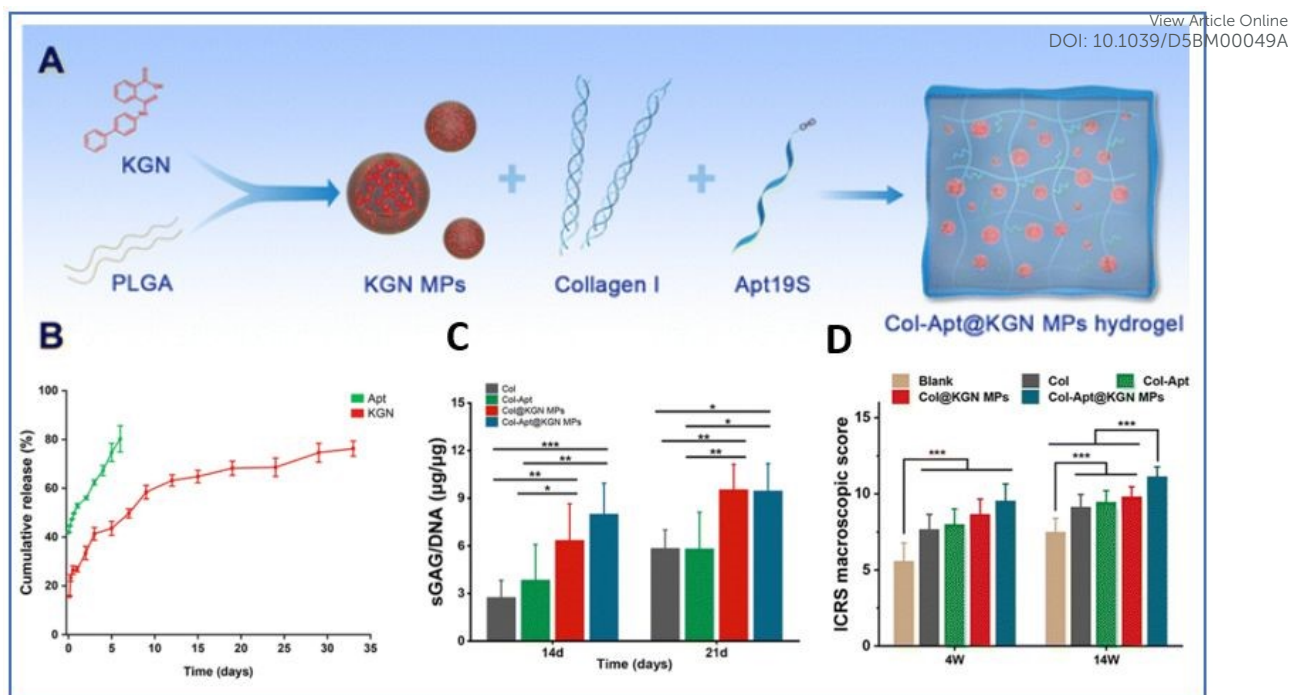 View Article Online
DOI: 10.1039/D5BM00049A
A
KGN
PLGA
KGN MPs
+
Collagen I
+
Apt19S
Col-Apt@KGN MPs hydrogel
B
Cumulative release (%)
100
80
60
40
20
0
Apt
KGN
0 5 10 15 20 25 30 35
Time (days)
C
sGAG/DNA (μg/μg)
15
12
9
6
3
0
Col
Col-Apt
Col@KGN MPs
Col-Apt@KGN MPs
***
**
**
*
*
*
**
**
14d 21d
Time (days)
D
Blank Col Col-Apt
Col@KGN MPs Col-Apt@KGN MPs
ICRS macroscopic score
15
10
5
0
***
***
***
4W 14W